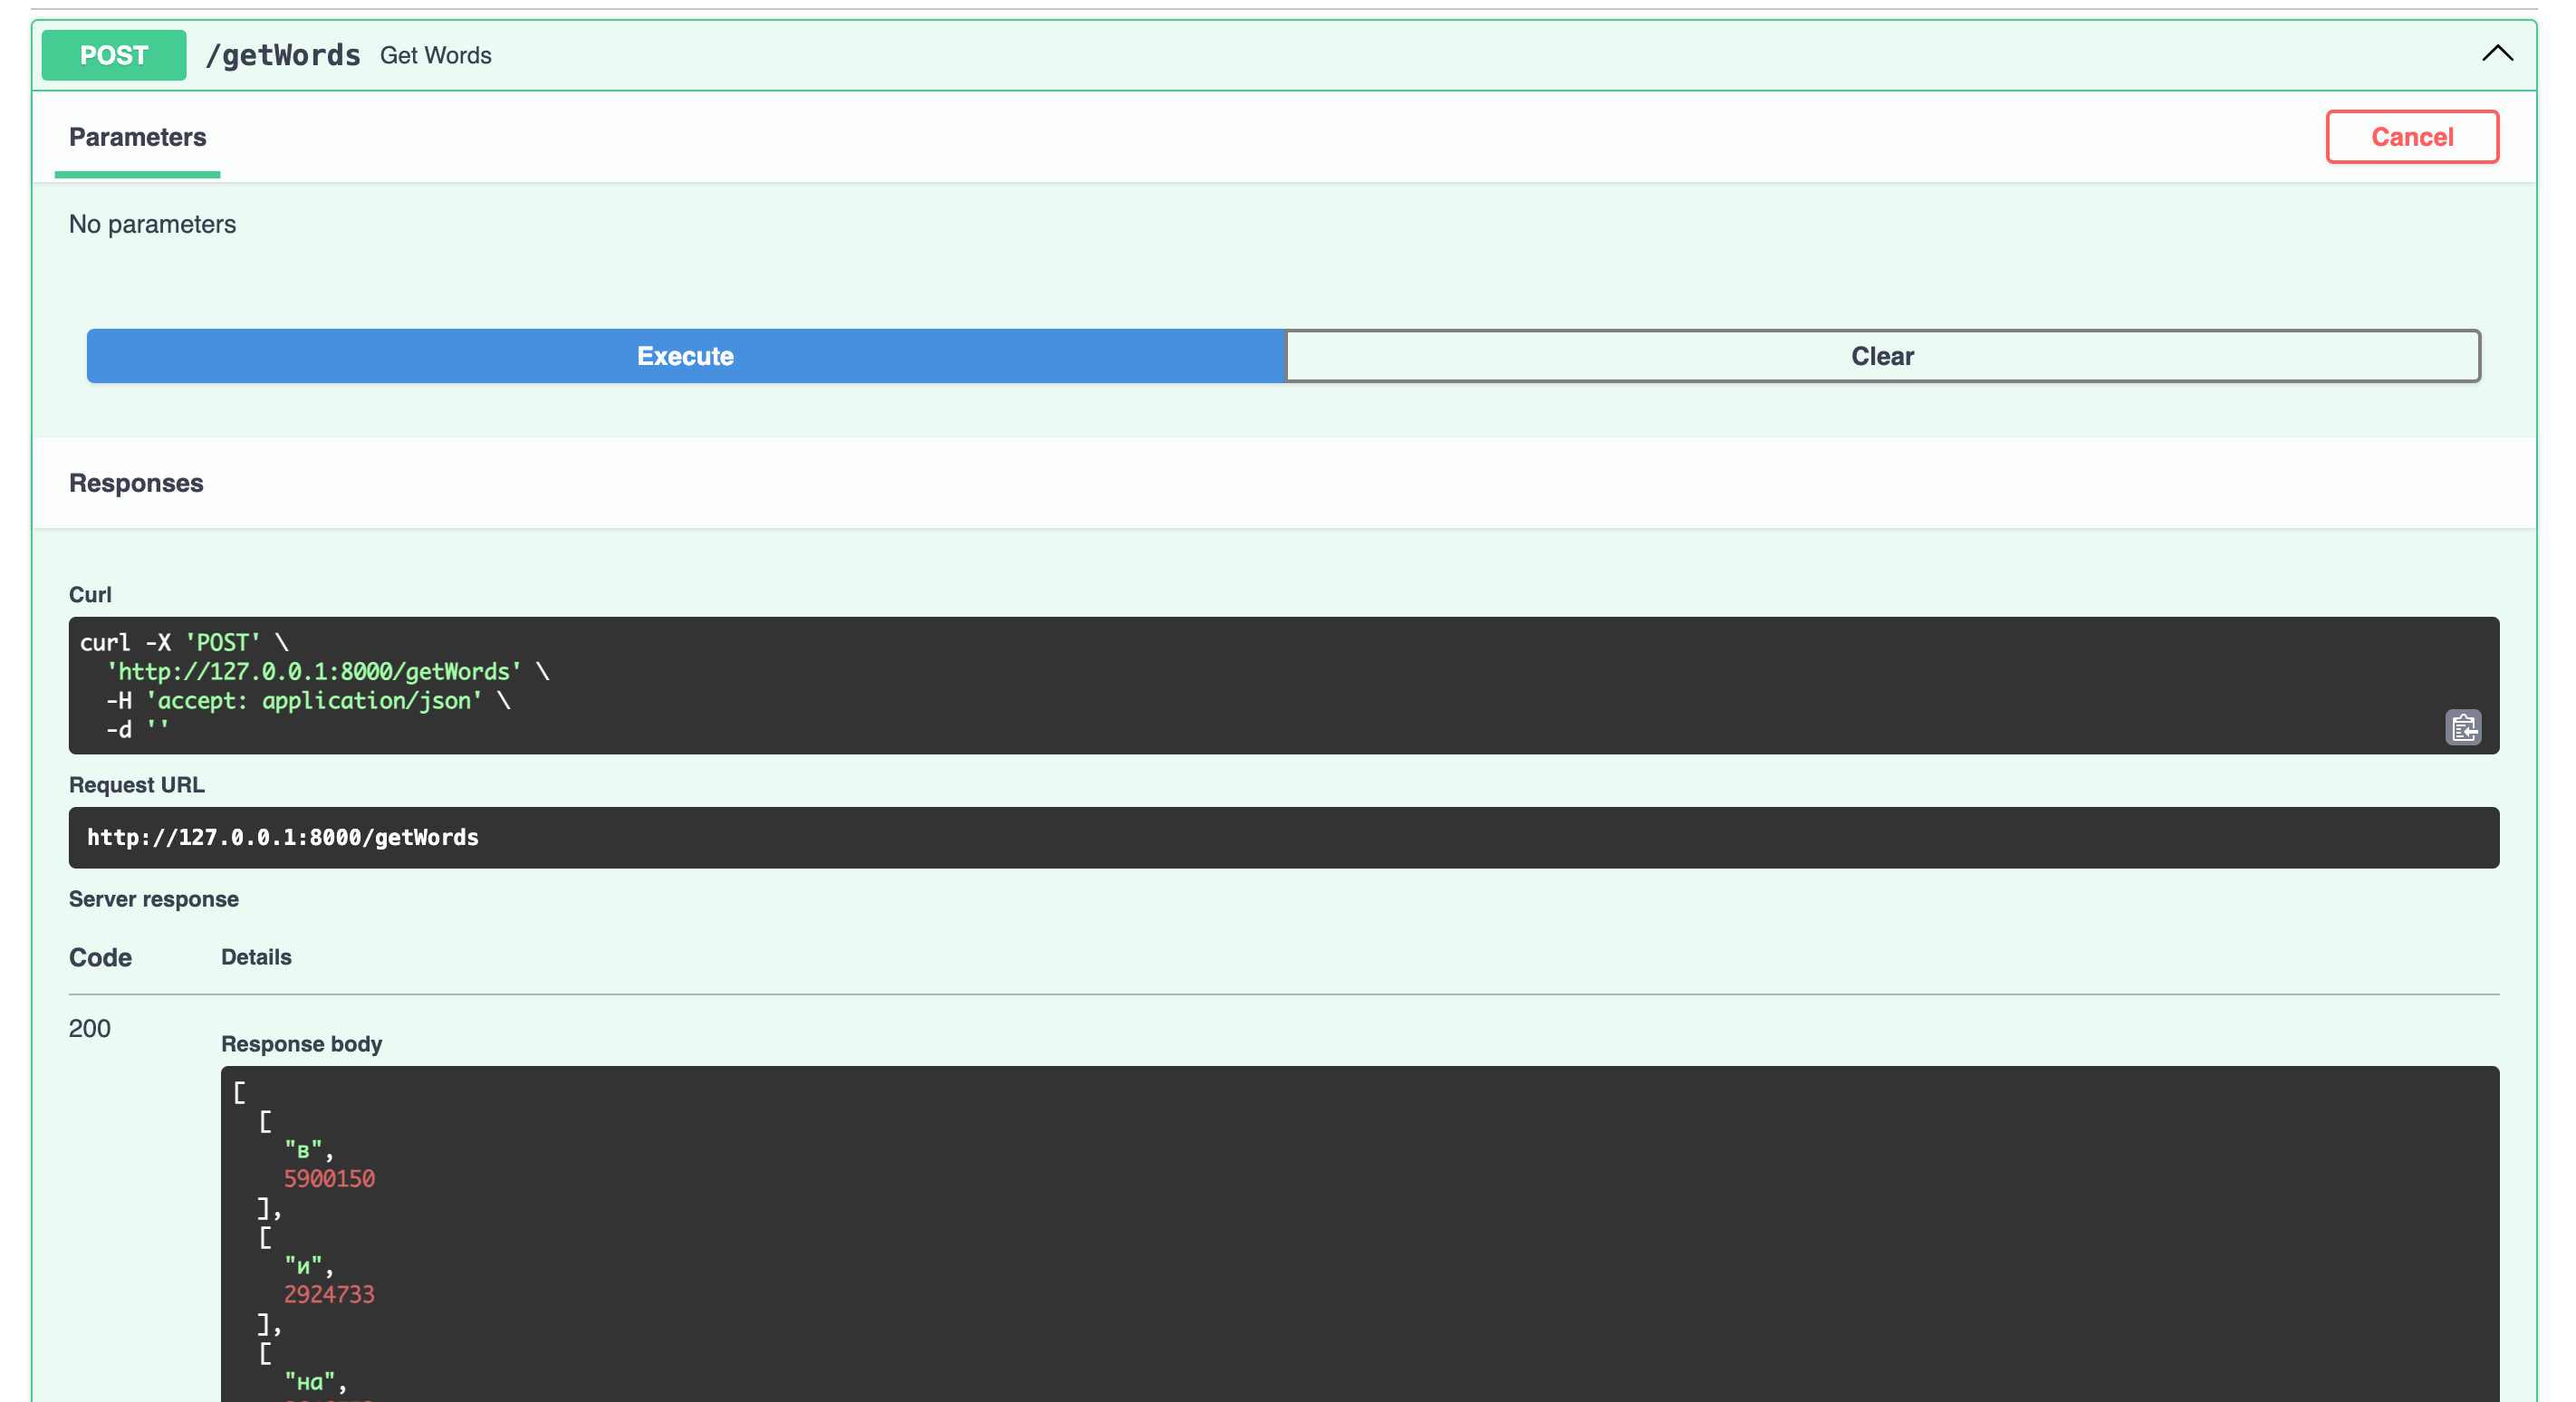 POST /getWords Get Words
Parameters
Cancel
No parameters
Execute
Clear
Responses
Curl
curl -X 'POST' \
  'http://127.0.0.1:8000/getWords' \
  -H 'accept: application/json' \
  -d ''
Request URL
http://127.0.0.1:8000/getWords
Server response
Code Details
200
Response body
[
  [
    "в",
    5900150
  ],
  [
    "и",
    2924733
  ],
  [
    "на",